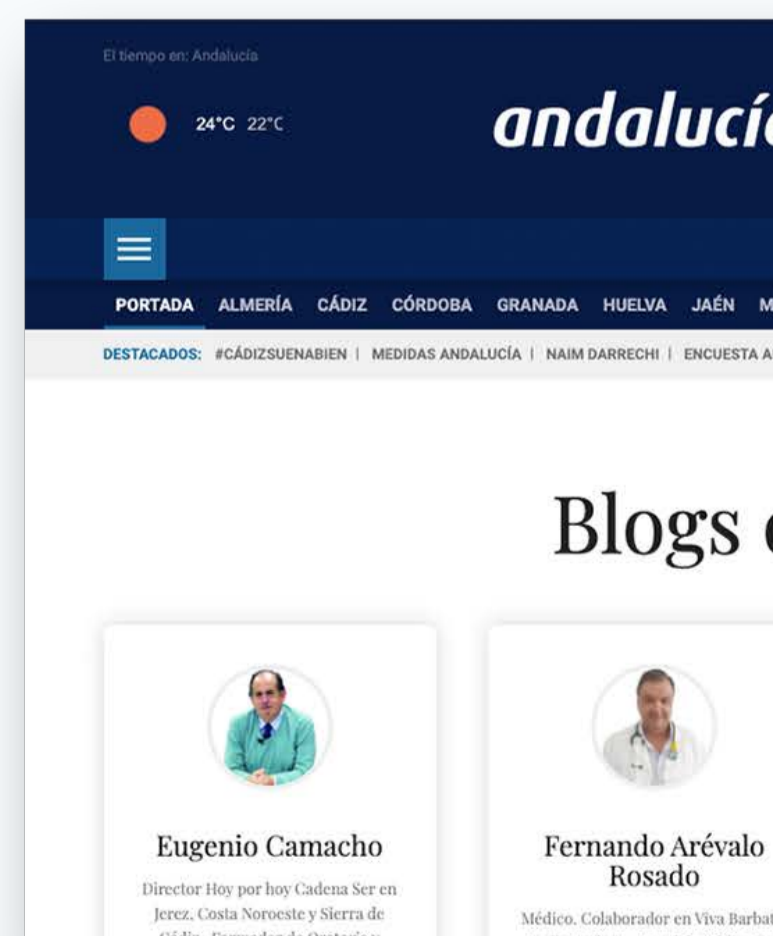 El tiempo en: Andalucía
24°C 22°C
andalucía
PORTADA ALMERÍA CÁDIZ CÓRDOBA GRANADA HUELVA JAÉN M
DESTACADOS: #CÁDIZSUENABIEN | MEDIDAS ANDALUCÍA | NAIM DARRECHI | ENCUESTA A
Blogs
Eugenio Camacho
Director Hoy por hoy Cadena Ser en
Jerez, Costa Noroeste y Sierra de
Fernando Arévalo
Rosado
Médico. Colaborador en Viva Barbat